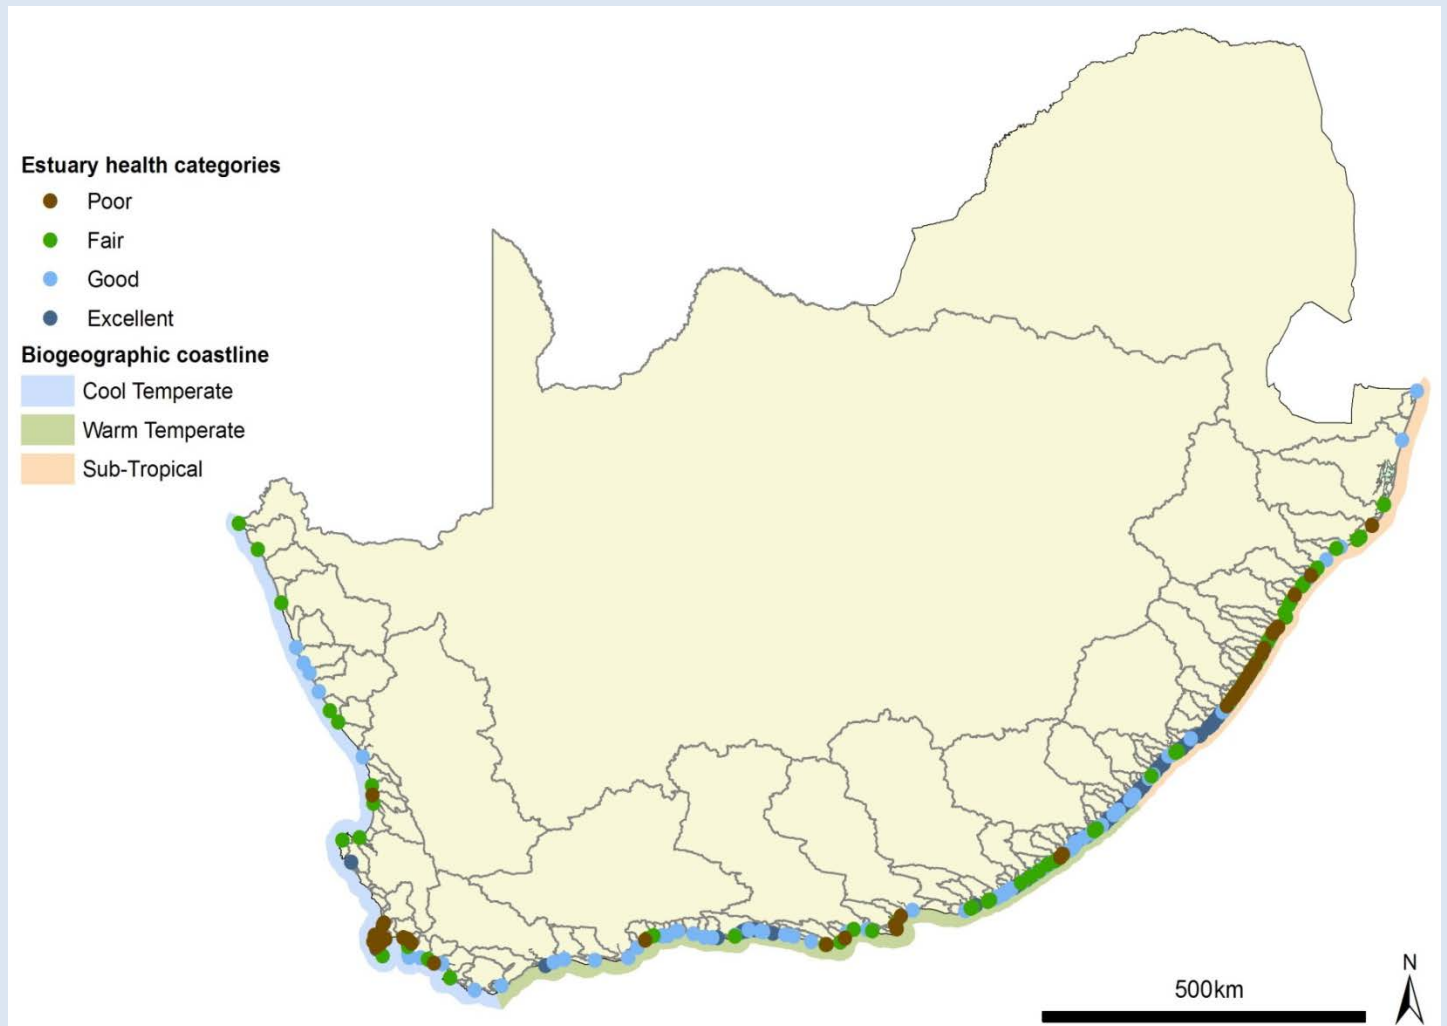 Estuary health categories
Poor
Fair
Good
Excellent
Biogeographic coastline
Cool Temperate
Warm Temperate
Sub-Tropical
N
500km